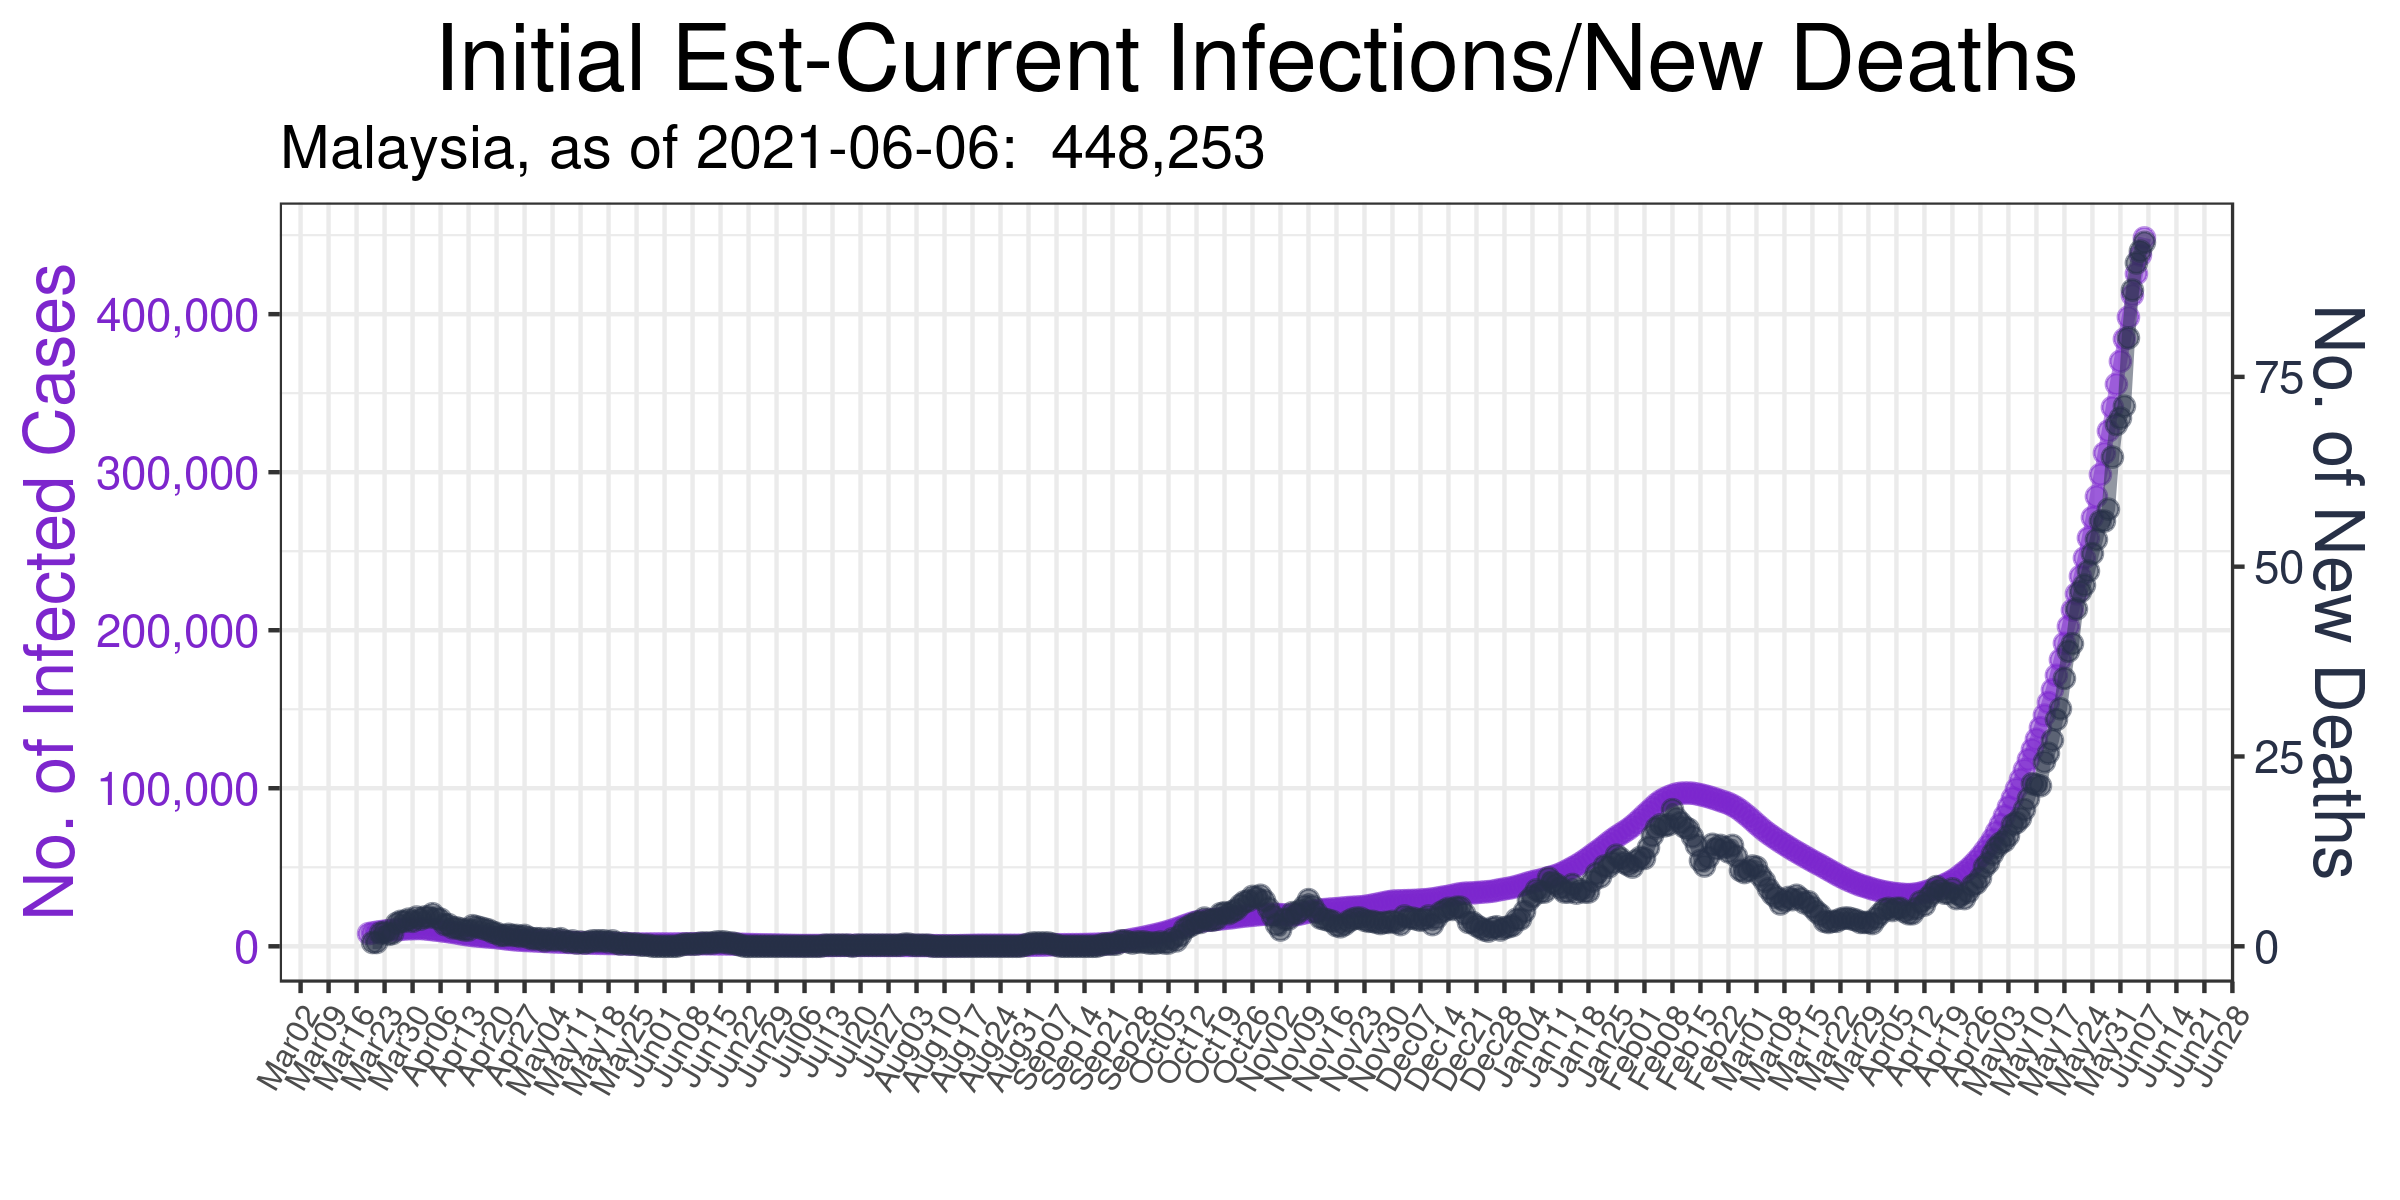 Initial Est-Current Infections/New Deaths
Malaysia, as of 2021-06-06:  448,253
No. of Infected Cases
400,000
300,000
200,000
100,000
0
75
50
25
0
No. of New Deaths
Mar02
Mar09
Mar16
Mar23
Mar30
Apr06
Apr13
Apr20
Apr27
May04
May11
May18
May25
Jun01
Jun08
Jun15
Jun22
Jun29
Jul06
Jul13
Jul20
Jul27
Aug03
Aug10
Aug17
Aug24
Aug31
Sep07
Sep14
Sep21
Sep28
Oct05
Oct12
Oct19
Oct26
Nov02
Nov09
Nov16
Nov23
Nov30
Dec07
Dec14
Dec21
Dec28
Jan04
Jan11
Jan18
Jan25
Feb01
Feb08
Feb15
Feb22
Mar01
Mar08
Mar15
Mar22
Mar29
Apr05
Apr12
Apr19
Apr26
May03
May10
May17
May24
May31
Jun07
Jun14
Jun21
Jun28